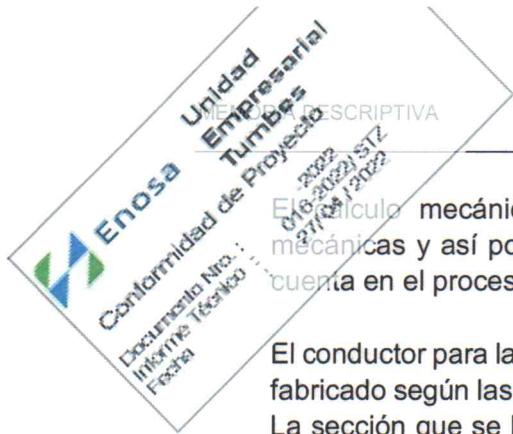 Enosa
Unidad
Empresarial
Tumbes
Conformidad de Proyecto
Documento Nro. : -2022
Informe Técnico : 016-2022/ STZ
Fecha : 27/04/2022
MEMORIA DESCRIPTIVA
El cálculo mecánic
mecánicas y así po
cuenta en el proces
El conductor para la
fabricado según las
La sección que se